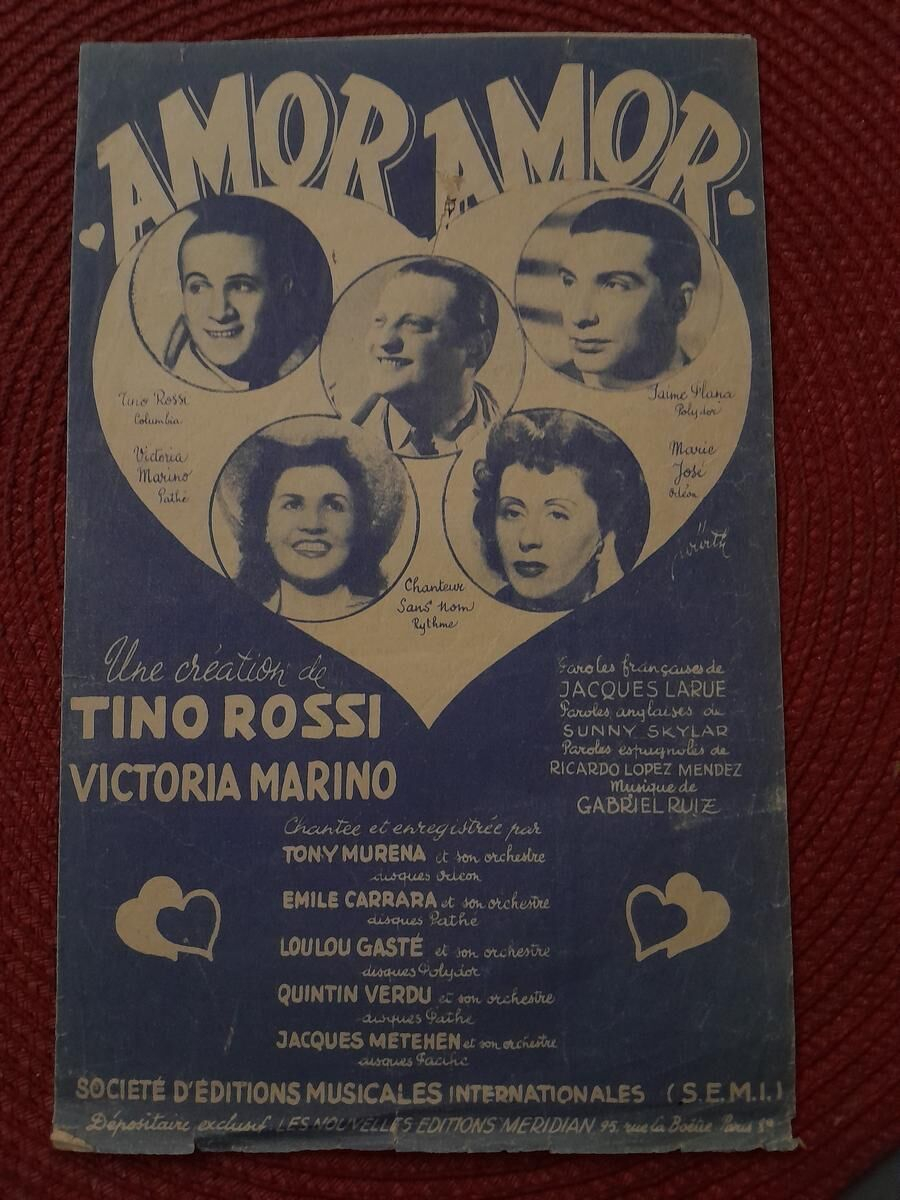 AMOR AMOR
Tino Rossi
Columbia
Jaime Plana
Polydor
Victoria
Marino
Pathé
Marie
José
Odéon
Chanteur
Sans Nom
Rythme
würth
Une création de
TINO ROSSI
VICTORIA MARINO
Paroles françaises de
JACQUES LARUE
Paroles anglaises de
SUNNY SKYLAR
Paroles espagnoles de
RICARDO LOPEZ MENDEZ
Musique de
GABRIEL RUIZ
Chantée et enregistrée par
TONY MURENA et son orchestre
disques Odéon
EMILE CARRARA et son orchestre
disques Pathé
LOULOU GASTÉ et son orchestre
disques Polydor
QUINTIN VERDU et son orchestre
disques Pathé
JACQUES METEHEN et son orchestre
disques Pacific
SOCIETÉ D'ÉDITIONS MUSICALES INTERNATIONALES (S.E.M.I.)
Dépositaire exclusif LES NOUVELLES EDITIONS MERIDIAN 95, rue la Boëtie Paris 8e